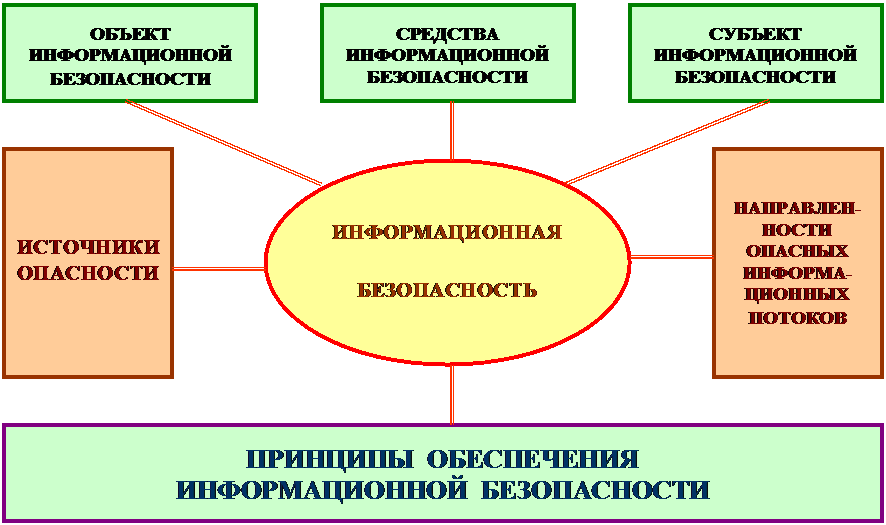 ОБЪЕКТ
ИНФОРМАЦИОННОЙ
БЕЗОПАСНОСТИ
СРЕДСТВА
ИНФОРМАЦИОННОЙ
БЕЗОПАСНОСТИ
СУБЪЕКТ
ИНФОРМАЦИОННОЙ
БЕЗОПАСНОСТИ
ИСТОЧНИКИ
ОПАСНОСТИ
ИНФОРМАЦИОННАЯ
БЕЗОПАСНОСТЬ
НАПРАВЛЕН-
НОСТИ
ОПАСНЫХ
ИНФОРМА-
ЦИОННЫХ
ПОТОКОВ
ПРИНЦИПЫ ОБЕСПЕЧЕНИЯ
ИНФОРМАЦИОННОЙ БЕЗОПАСНОСТИ